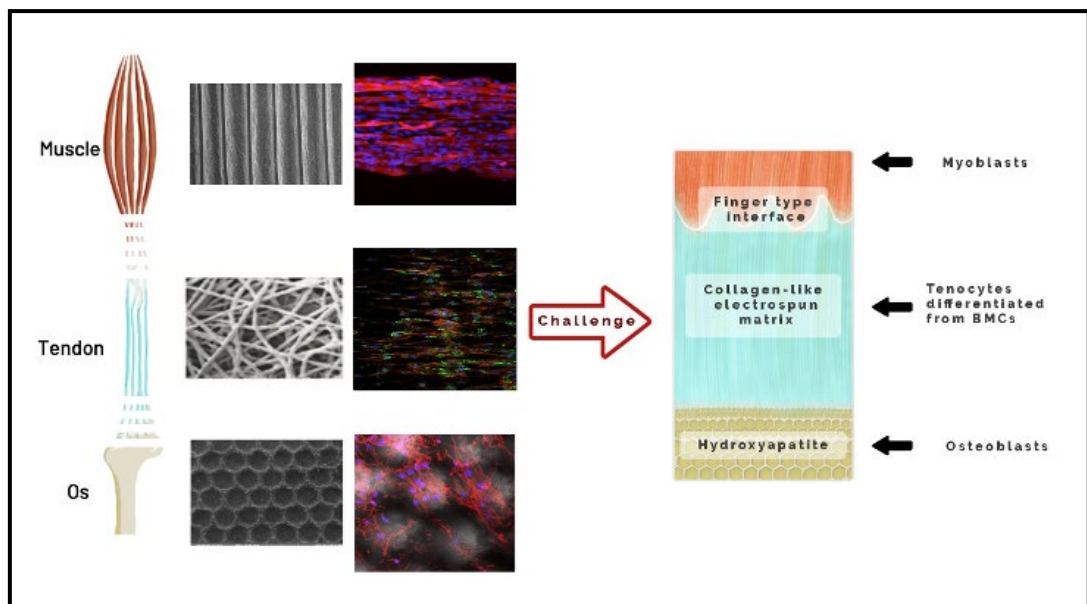 Muscle
Tendon
Os
Challenge
Finger type
interface
Collagen-like
electrospun
matrix
Hydroxyapatite
Myoblasts
Tenocytes
differentiated
from BMCs
Osteoblasts